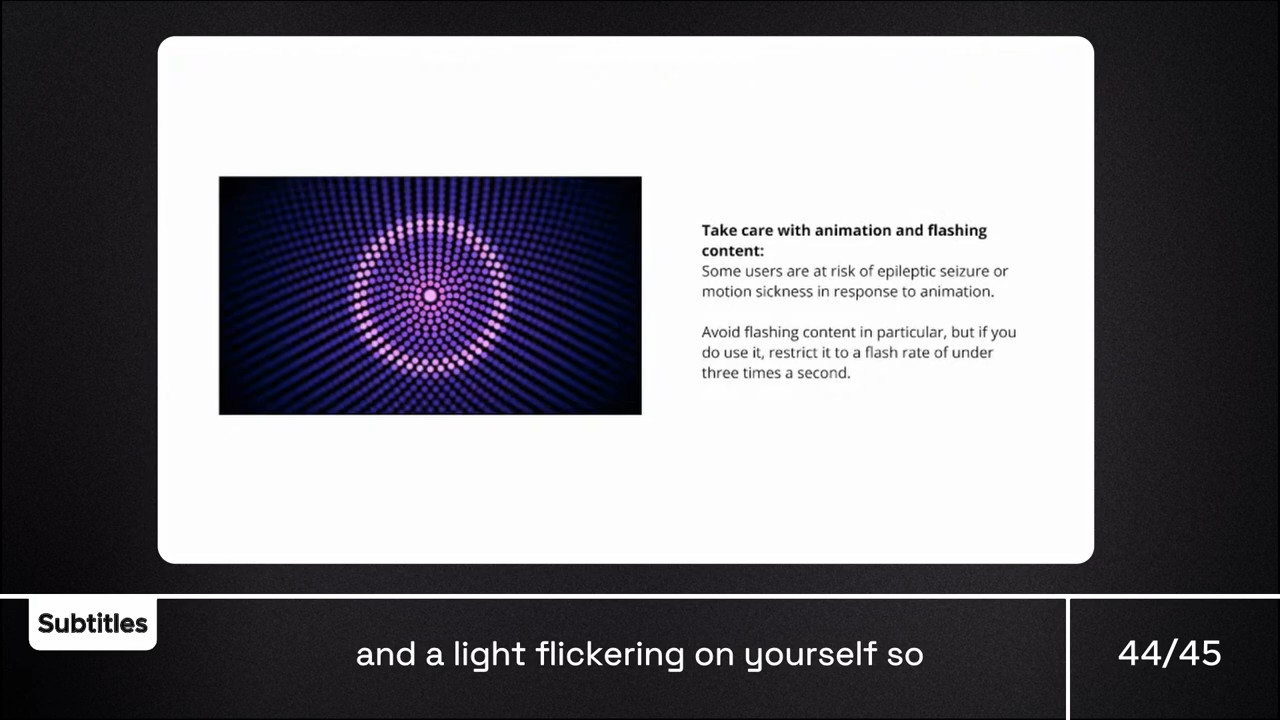 Take care with animation and flashing
content:
Some users are at risk of epileptic seizure or
motion sickness in response to animation.
Avoid flashing content in particular, but if you
do use it, restrict it to a flash rate of under
three times a second.
Subtitles
and a light flickering on yourself so
44/45